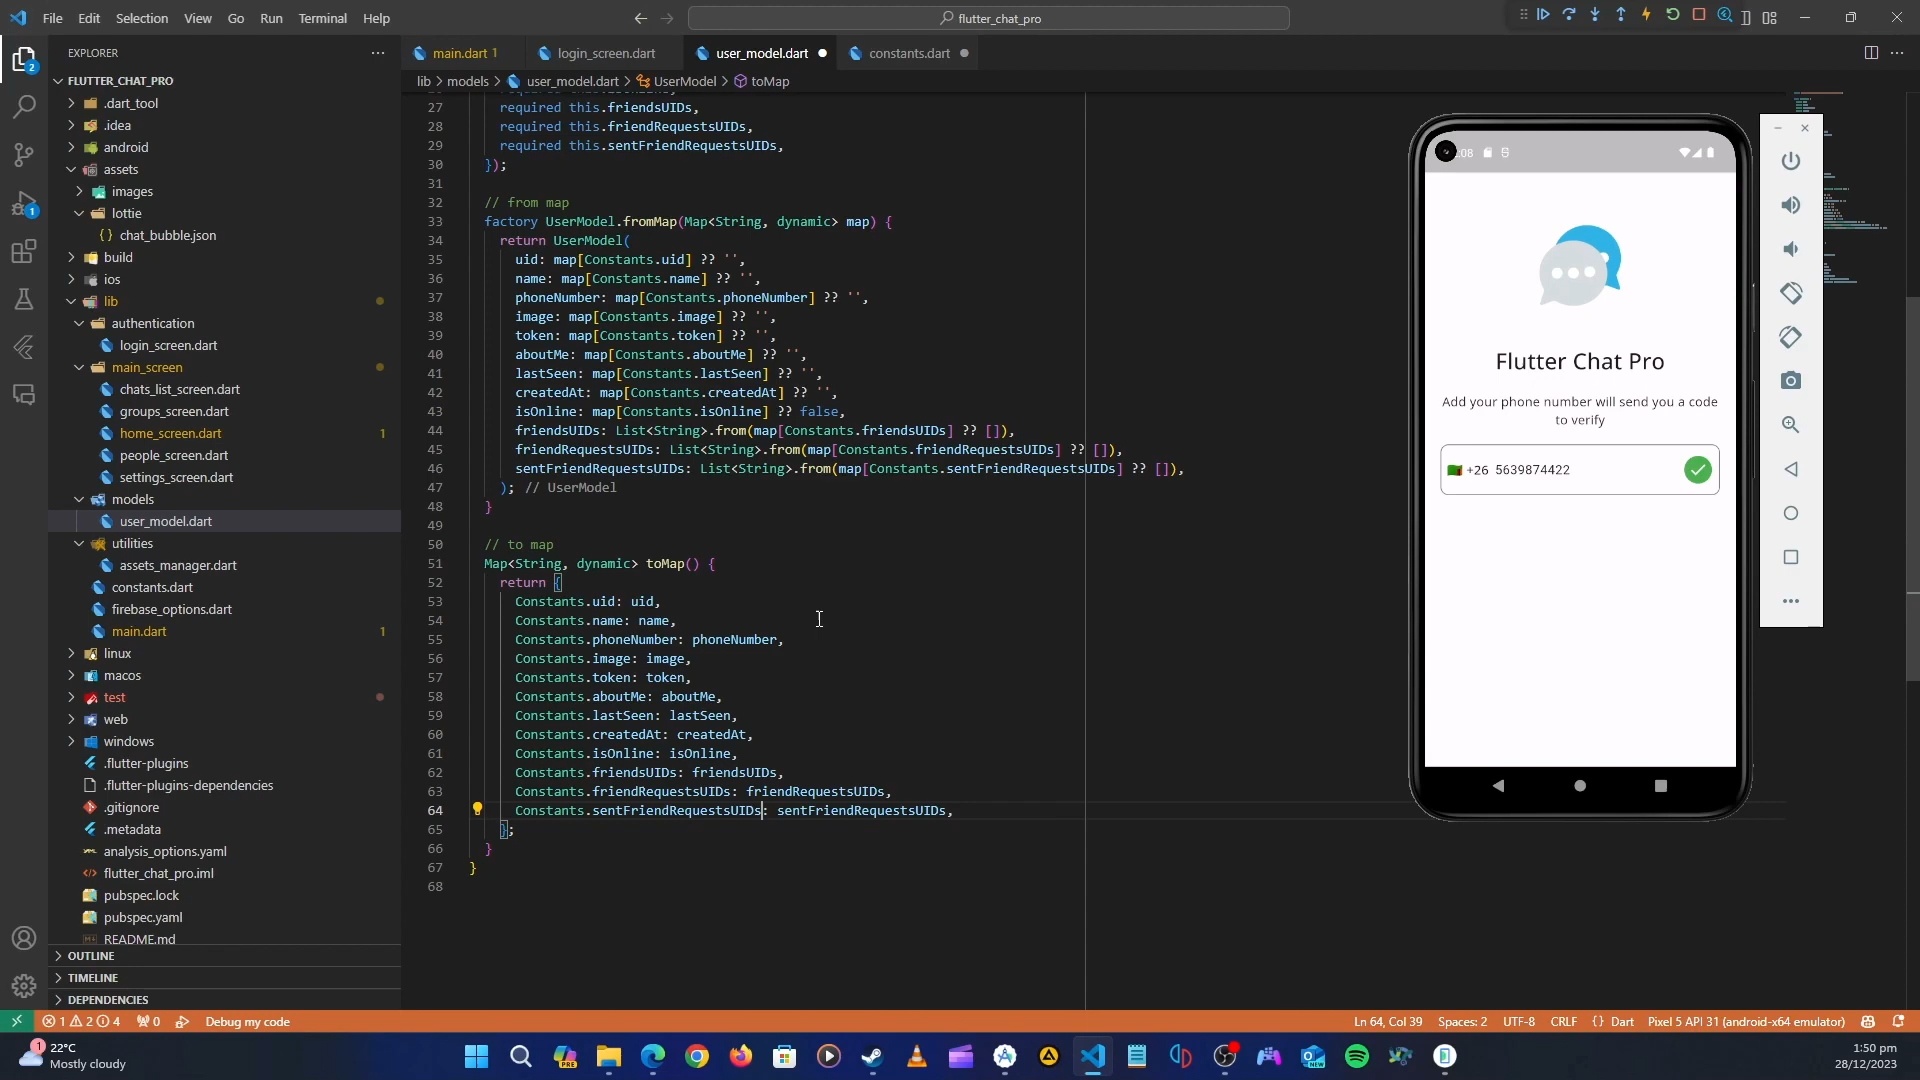 File Edit Selection View Go Run Terminal Help
flutter_chat_pro
EXPLORER
FLUTTER_CHAT_PRO
.dart_tool
.idea
android
assets
images
lottie
chat_bubble.json
build
ios
lib
authentication
login_screen.dart
main_screen
chats_list_screen.dart
groups_screen.dart
home_screen.dart 1
people_screen.dart
settings_screen.dart
models
user_model.dart
utilities
assets_manager.dart
constants.dart
firebase_options.dart
main.dart 1
linux
macos
test
web
windows
.flutter-plugins
.flutter-plugins-dependencies
.gitignore
.metadata
analysis_options.yaml
flutter_chat_pro.iml
pubspec.lock
pubspec.yaml
README.md
OUTLINE
TIMELINE
DEPENDENCIES
main.dart 1 login_screen.dart user_model.dart constants.dart
lib > models > user_model.dart > UserModel > toMap
27 required this.friendsUIDs,
28 required this.friendRequestsUIDs,
29 required this.sentFriendRequestsUIDs,
30 });
31
32 // from map
33 factory UserModel.fromMap(Map<String, dynamic> map) {
34 return UserModel(
35 uid: map[Constants.uid] ?? '',
36 name: map[Constants.name] ?? '',
37 phoneNumber: map[Constants.phoneNumber] ?? '',
38 image: map[Constants.image] ?? '',
39 token: map[Constants.token] ?? '',
40 aboutMe: map[Constants.aboutMe] ?? '',
41 lastSeen: map[Constants.lastSeen] ?? '',
42 createdAt: map[Constants.createdAt] ?? '',
43 isOnline: map[Constants.isOnline] ?? false,
44 friendsUIDs: List<String>.from(map[Constants.friendsUIDs] ?? []),
45 friendRequestsUIDs: List<String>.from(map[Constants.friendRequestsUIDs] ?? []),
46 sentFriendRequestsUIDs: List<String>.from(map[Constants.sentFriendRequestsUIDs] ?? []),
47 ); // UserModel
48 }
49
50 // to map
51 Map<String, dynamic> toMap() {
52 return {
53 Constants.uid: uid,
54 Constants.name: name,
55 Constants.phoneNumber: phoneNumber,
56 Constants.image: image,
57 Constants.token: token,
58 Constants.aboutMe: aboutMe,
59 Constants.lastSeen: lastSeen,
60 Constants.createdAt: createdAt,
61 Constants.isOnline: isOnline,
62 Constants.friendsUIDs: friendsUIDs,
63 Constants.friendRequestsUIDs: friendRequestsUIDs,
64 Constants.sentFriendRequestsUIDs: sentFriendRequestsUIDs,
65 };
66 }
67 }
68
:08
Flutter Chat Pro
Add your phone number will send you a code
to verify
+26 5639874422
2
1
1 2 4 0 Debug my code
Ln 64, Col 39 Spaces: 2 UTF-8 CRLF {} Dart Pixel 5 API 31 (android-x64 emulator)
1
22°C
Mostly cloudy
PRE
NEW
1:50 pm
28/12/2023